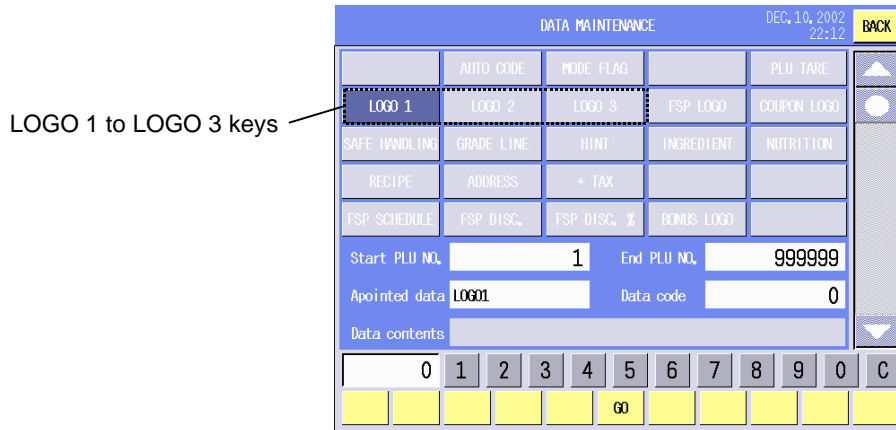 DATA MAINTENANCE DEC.10.2002 BACK
22:12
AUTO CODE MODE FLAG PLU TARE
LOGO 1 LOGO 2 LOGO 3 FSP LOGO COUPON LOGO
LOGO 1 to LOGO 3 keys
SAFE HANDLING GRADE LINE HINT INGREDIENT NUTRITION
RECIPE ADDRESS + TAX
FSP SCHEDULE FSP DISC. FSP DISC. % BONUS LOGO
Start PLU NO. 1 End PLU NO. 999999
Apointed data LOGO1 Data code 0
Data contents
0 1 2 3 4 5 6 7 8 9 0 C
GO